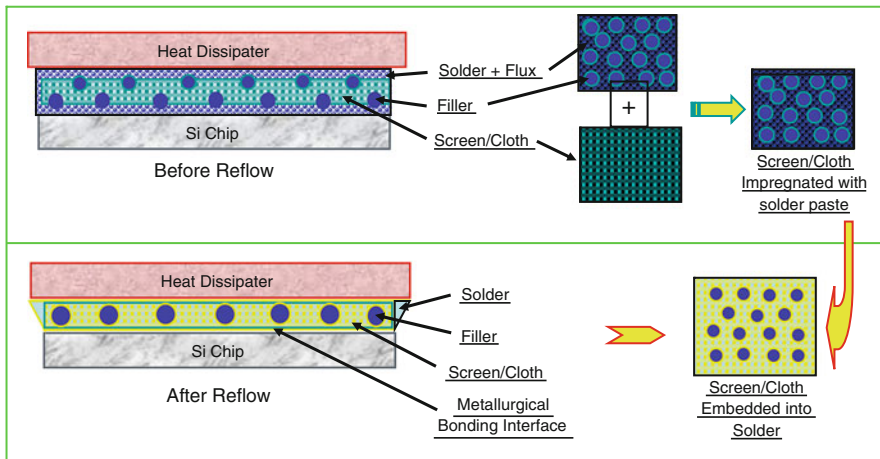 Heat Dissipater
Si Chip
Before Reflow
Solder + Flux
Filler
Screen/Cloth
+
Screen/Cloth
Impregnated with
solder paste
Heat Dissipater
Si Chip
After Reflow
Solder
Filler
Screen/Cloth
Metallurgical
Bonding Interface
Screen/Cloth
Embedded into
Solder